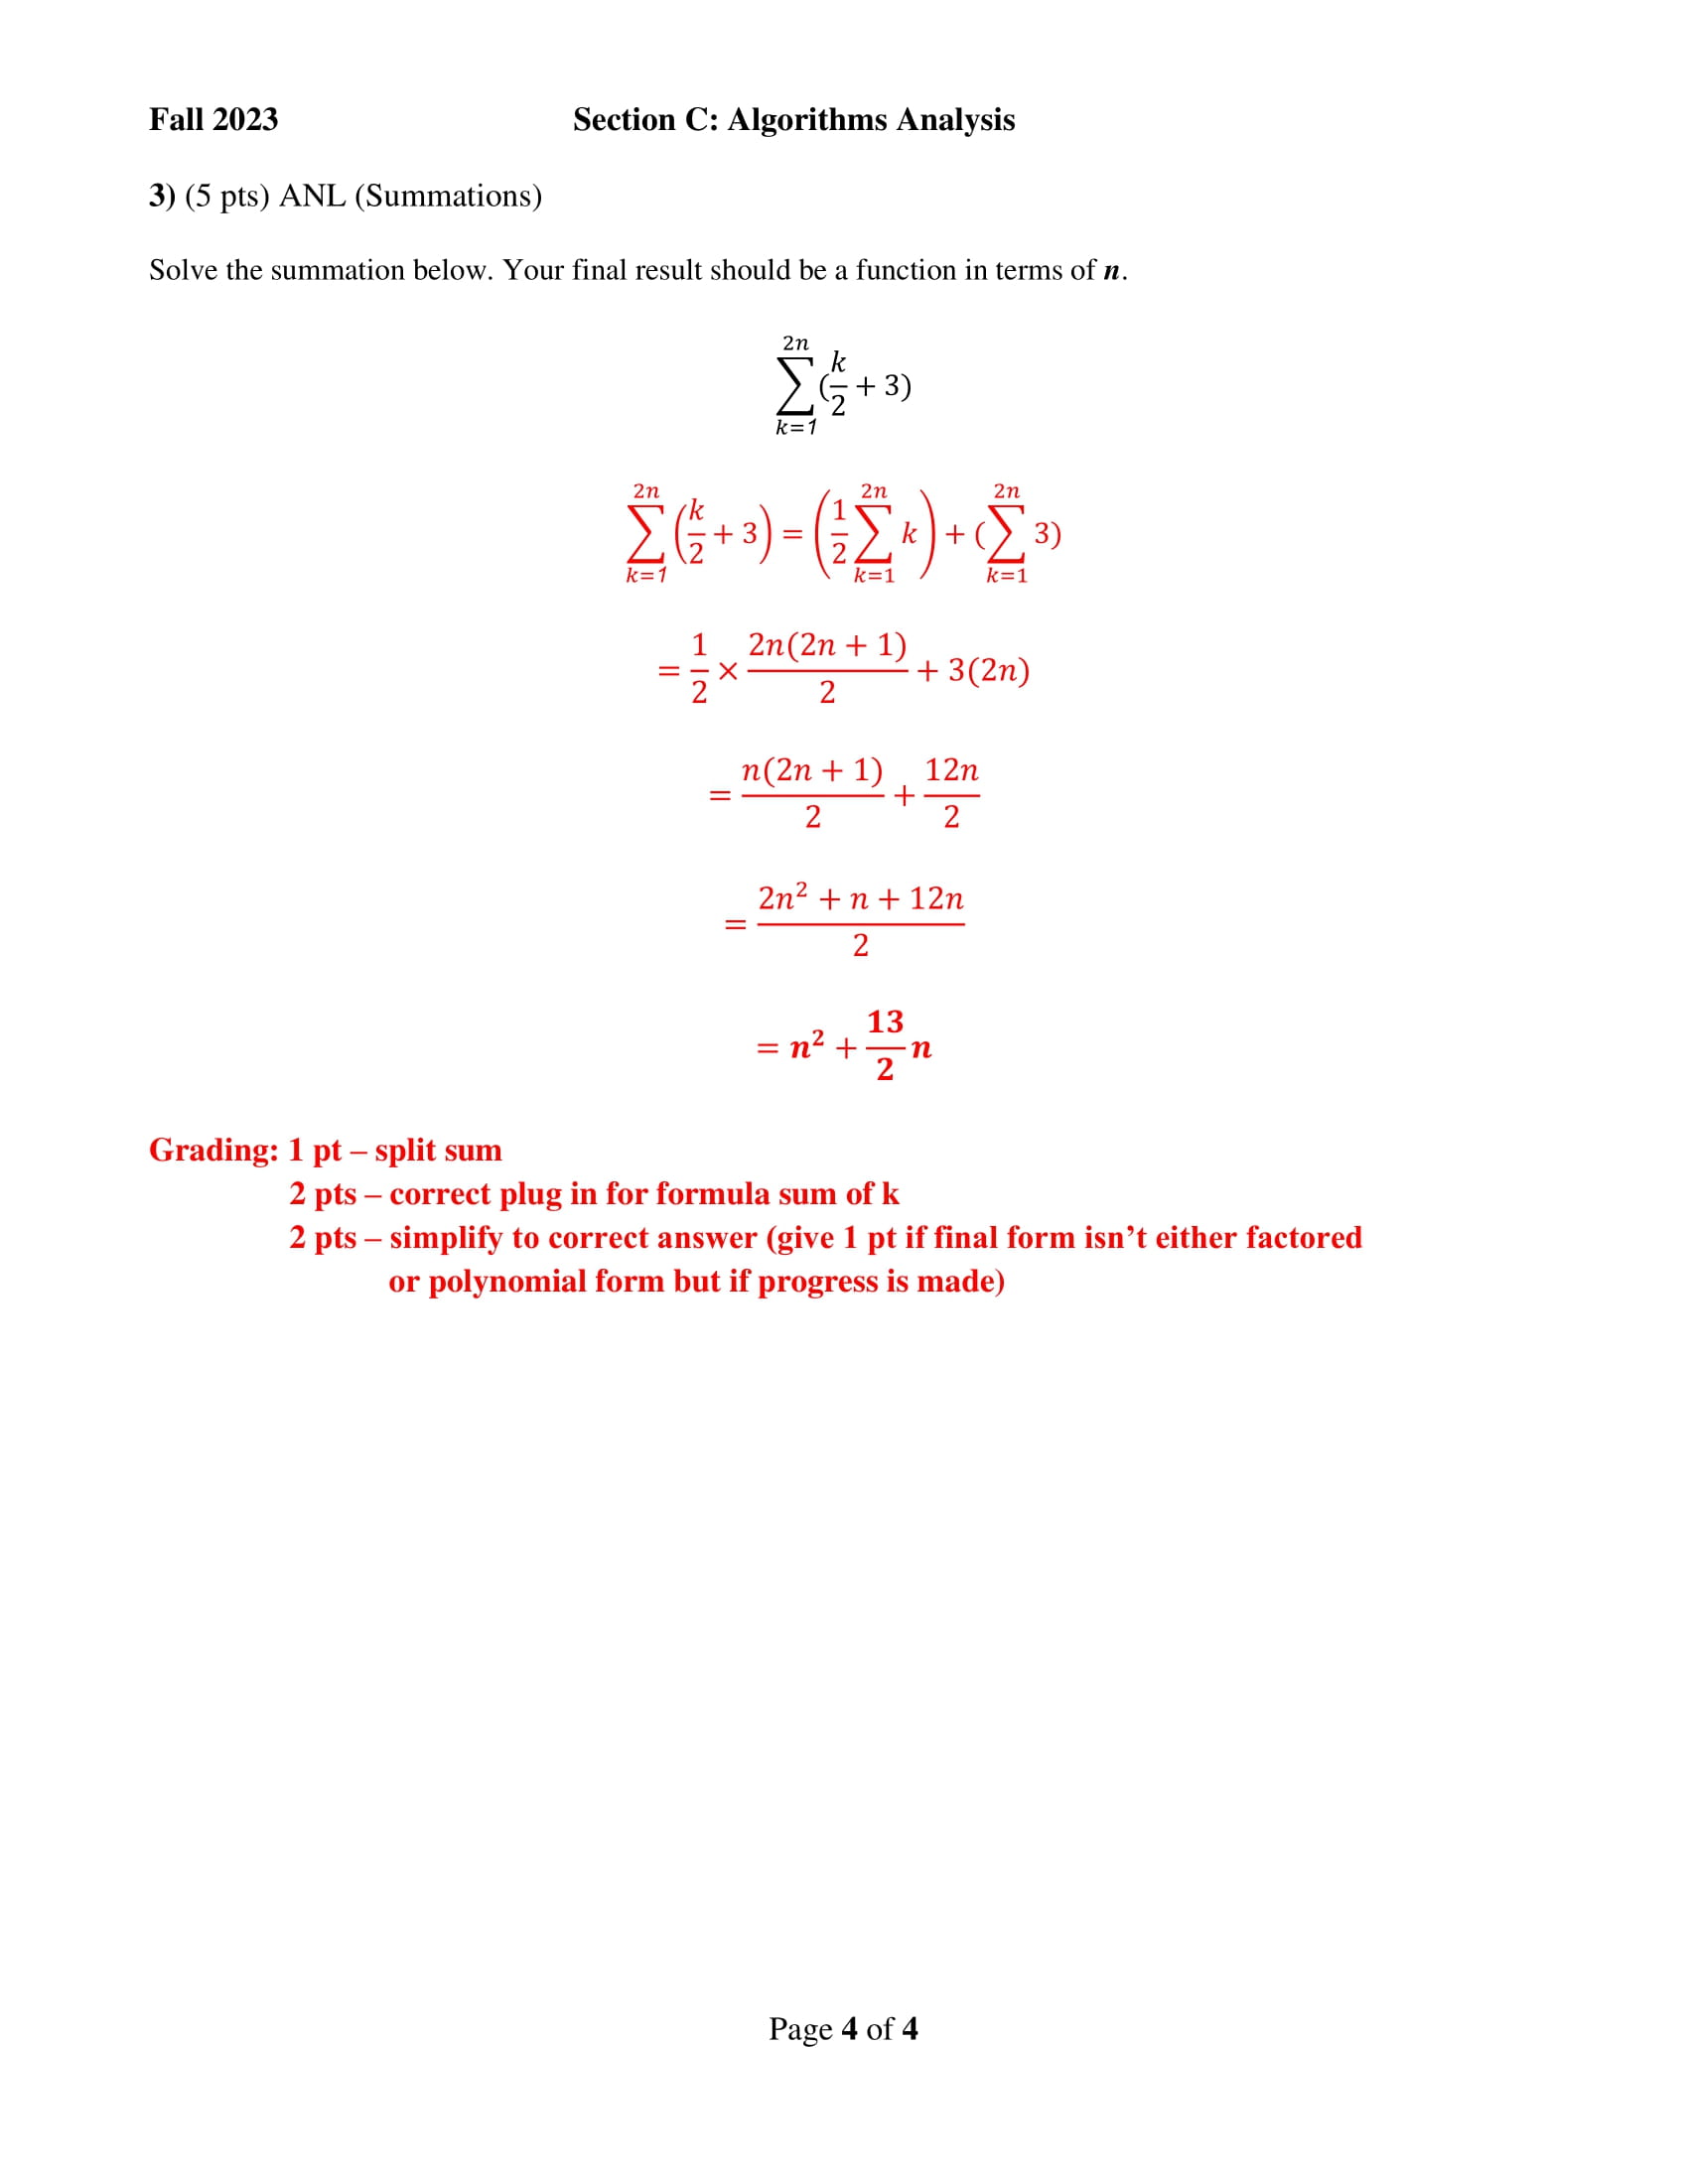 Fall 2023 Section C: Algorithms Analysis
3) (5 pts) ANL (Summations)
Solve the summation below. Your final result should be a function in terms of n.
$$\sum_{k=1}^{2n} (\frac{k}{2} + 3)$$
$$\sum_{k=1}^{2n} \left(\frac{k}{2} + 3\right) = \left(\frac{1}{2} \sum_{k=1}^{2n} k\right) + (\sum_{k=1}^{2n} 3)$$
$$= \frac{1}{2} \times \frac{2n(2n + 1)}{2} + 3(2n)$$
$$= \frac{n(2n + 1)}{2} + \frac{12n}{2}$$
$$= \frac{2n^2 + n + 12n}{2}$$
$$= n^2 + \frac{13}{2} n$$
Grading: 1 pt – split sum
2 pts – correct plug in for formula sum of k
2 pts – simplify to correct answer (give 1 pt if final form isn’t either factored
or polynomial form but if progress is made)
Page 4 of 4